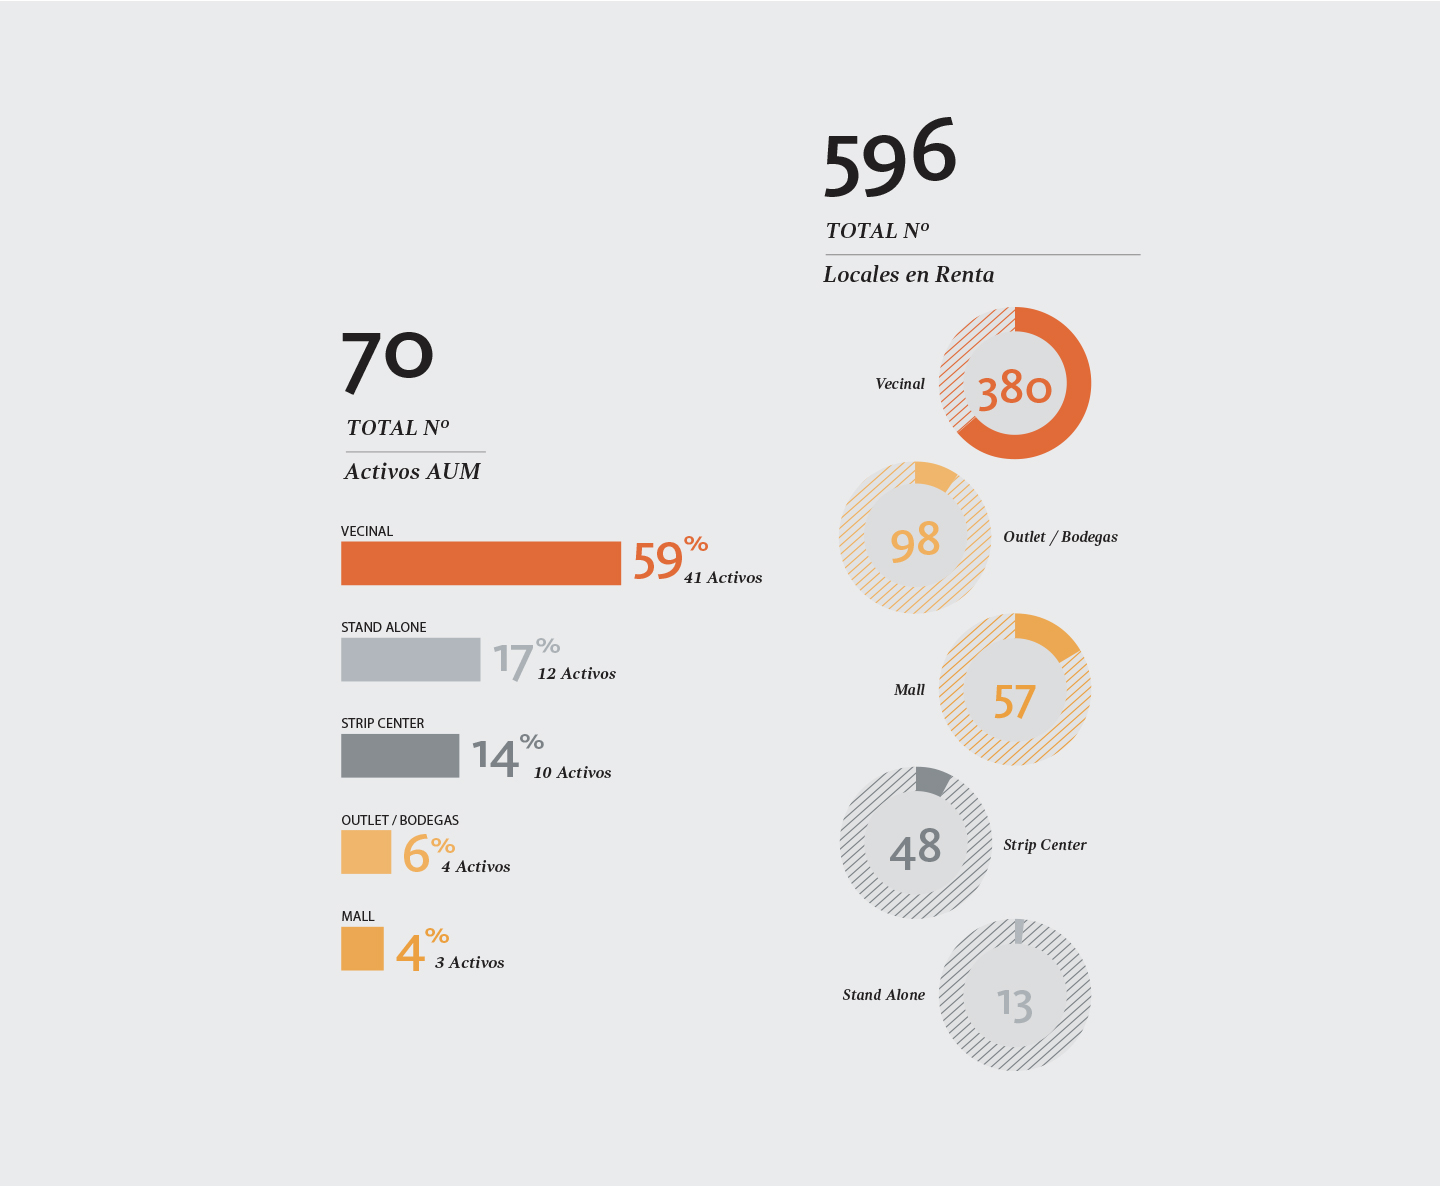 70
TOTAL Nº
Activos AUM
VECINAL
59%
41 Activos
STAND ALONE
17%
12 Activos
STRIP CENTER
14%
10 Activos
OUTLET / BODEGAS
6%
4 Activos
MALL
4%
3 Activos
596
TOTAL Nº
Locales en Renta
Vecinal
380
98
Outlet / Bodegas
Mall
57
48
Strip Center
Stand Alone
13